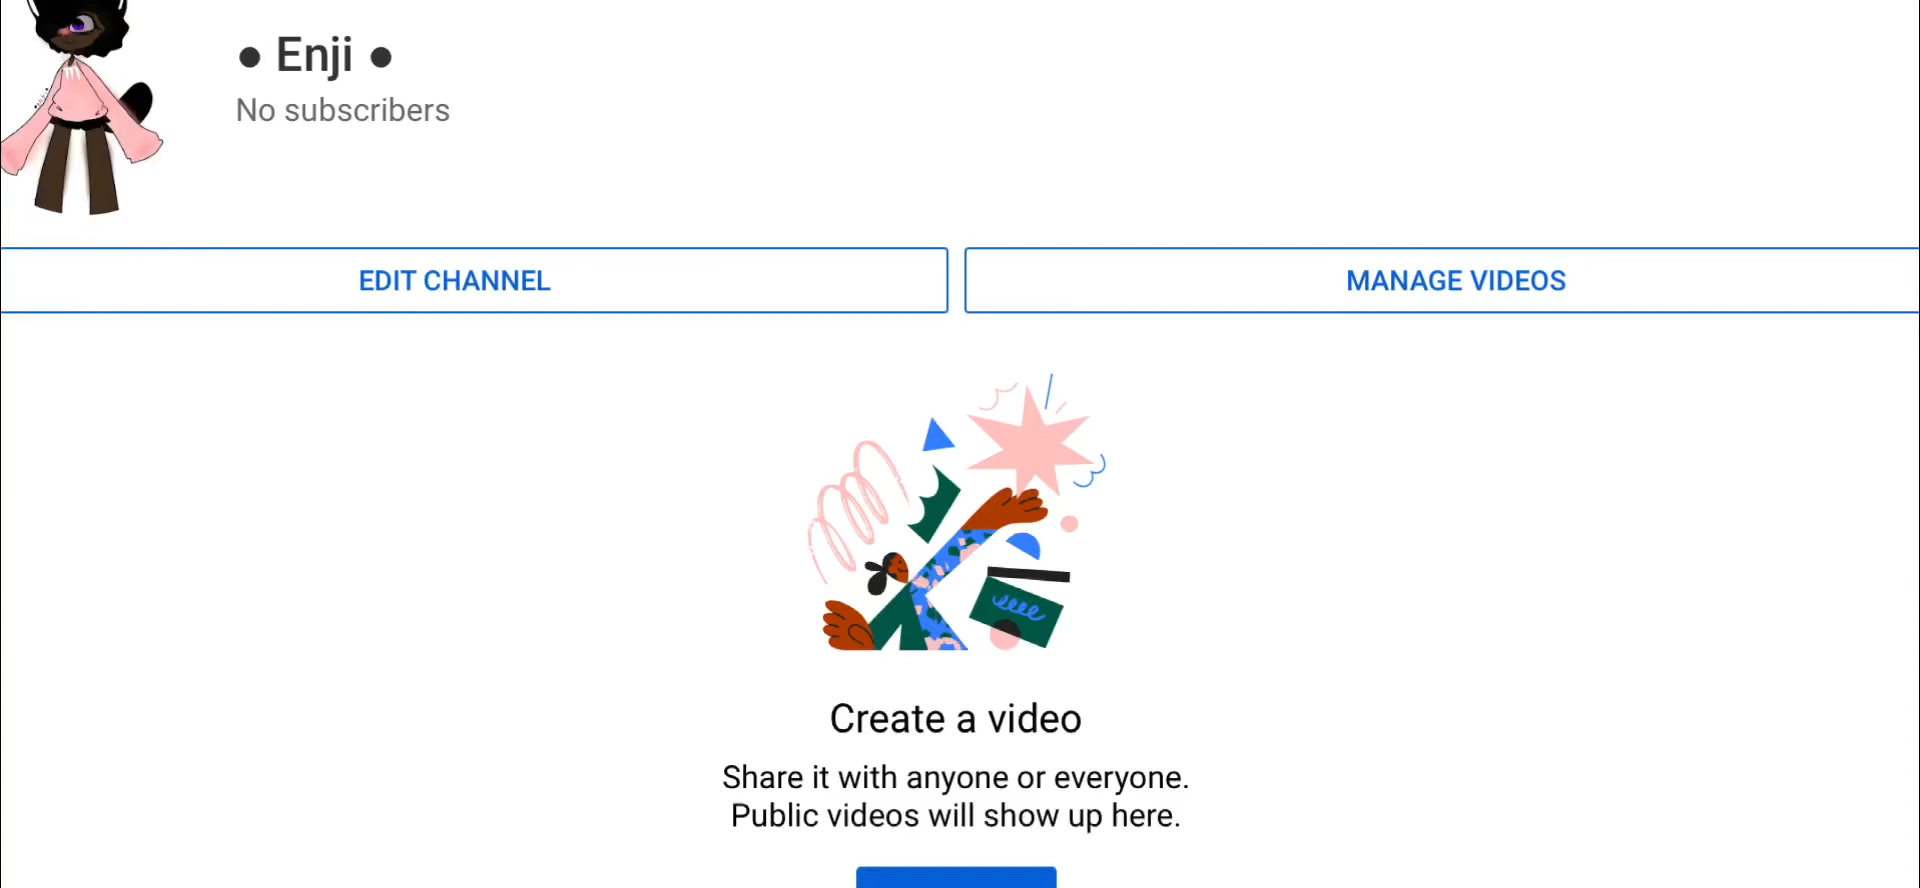 ● Enji ●
No subscribers
EDIT CHANNEL
MANAGE VIDEOS
Create a video
Share it with anyone or everyone.
Public videos will show up here.